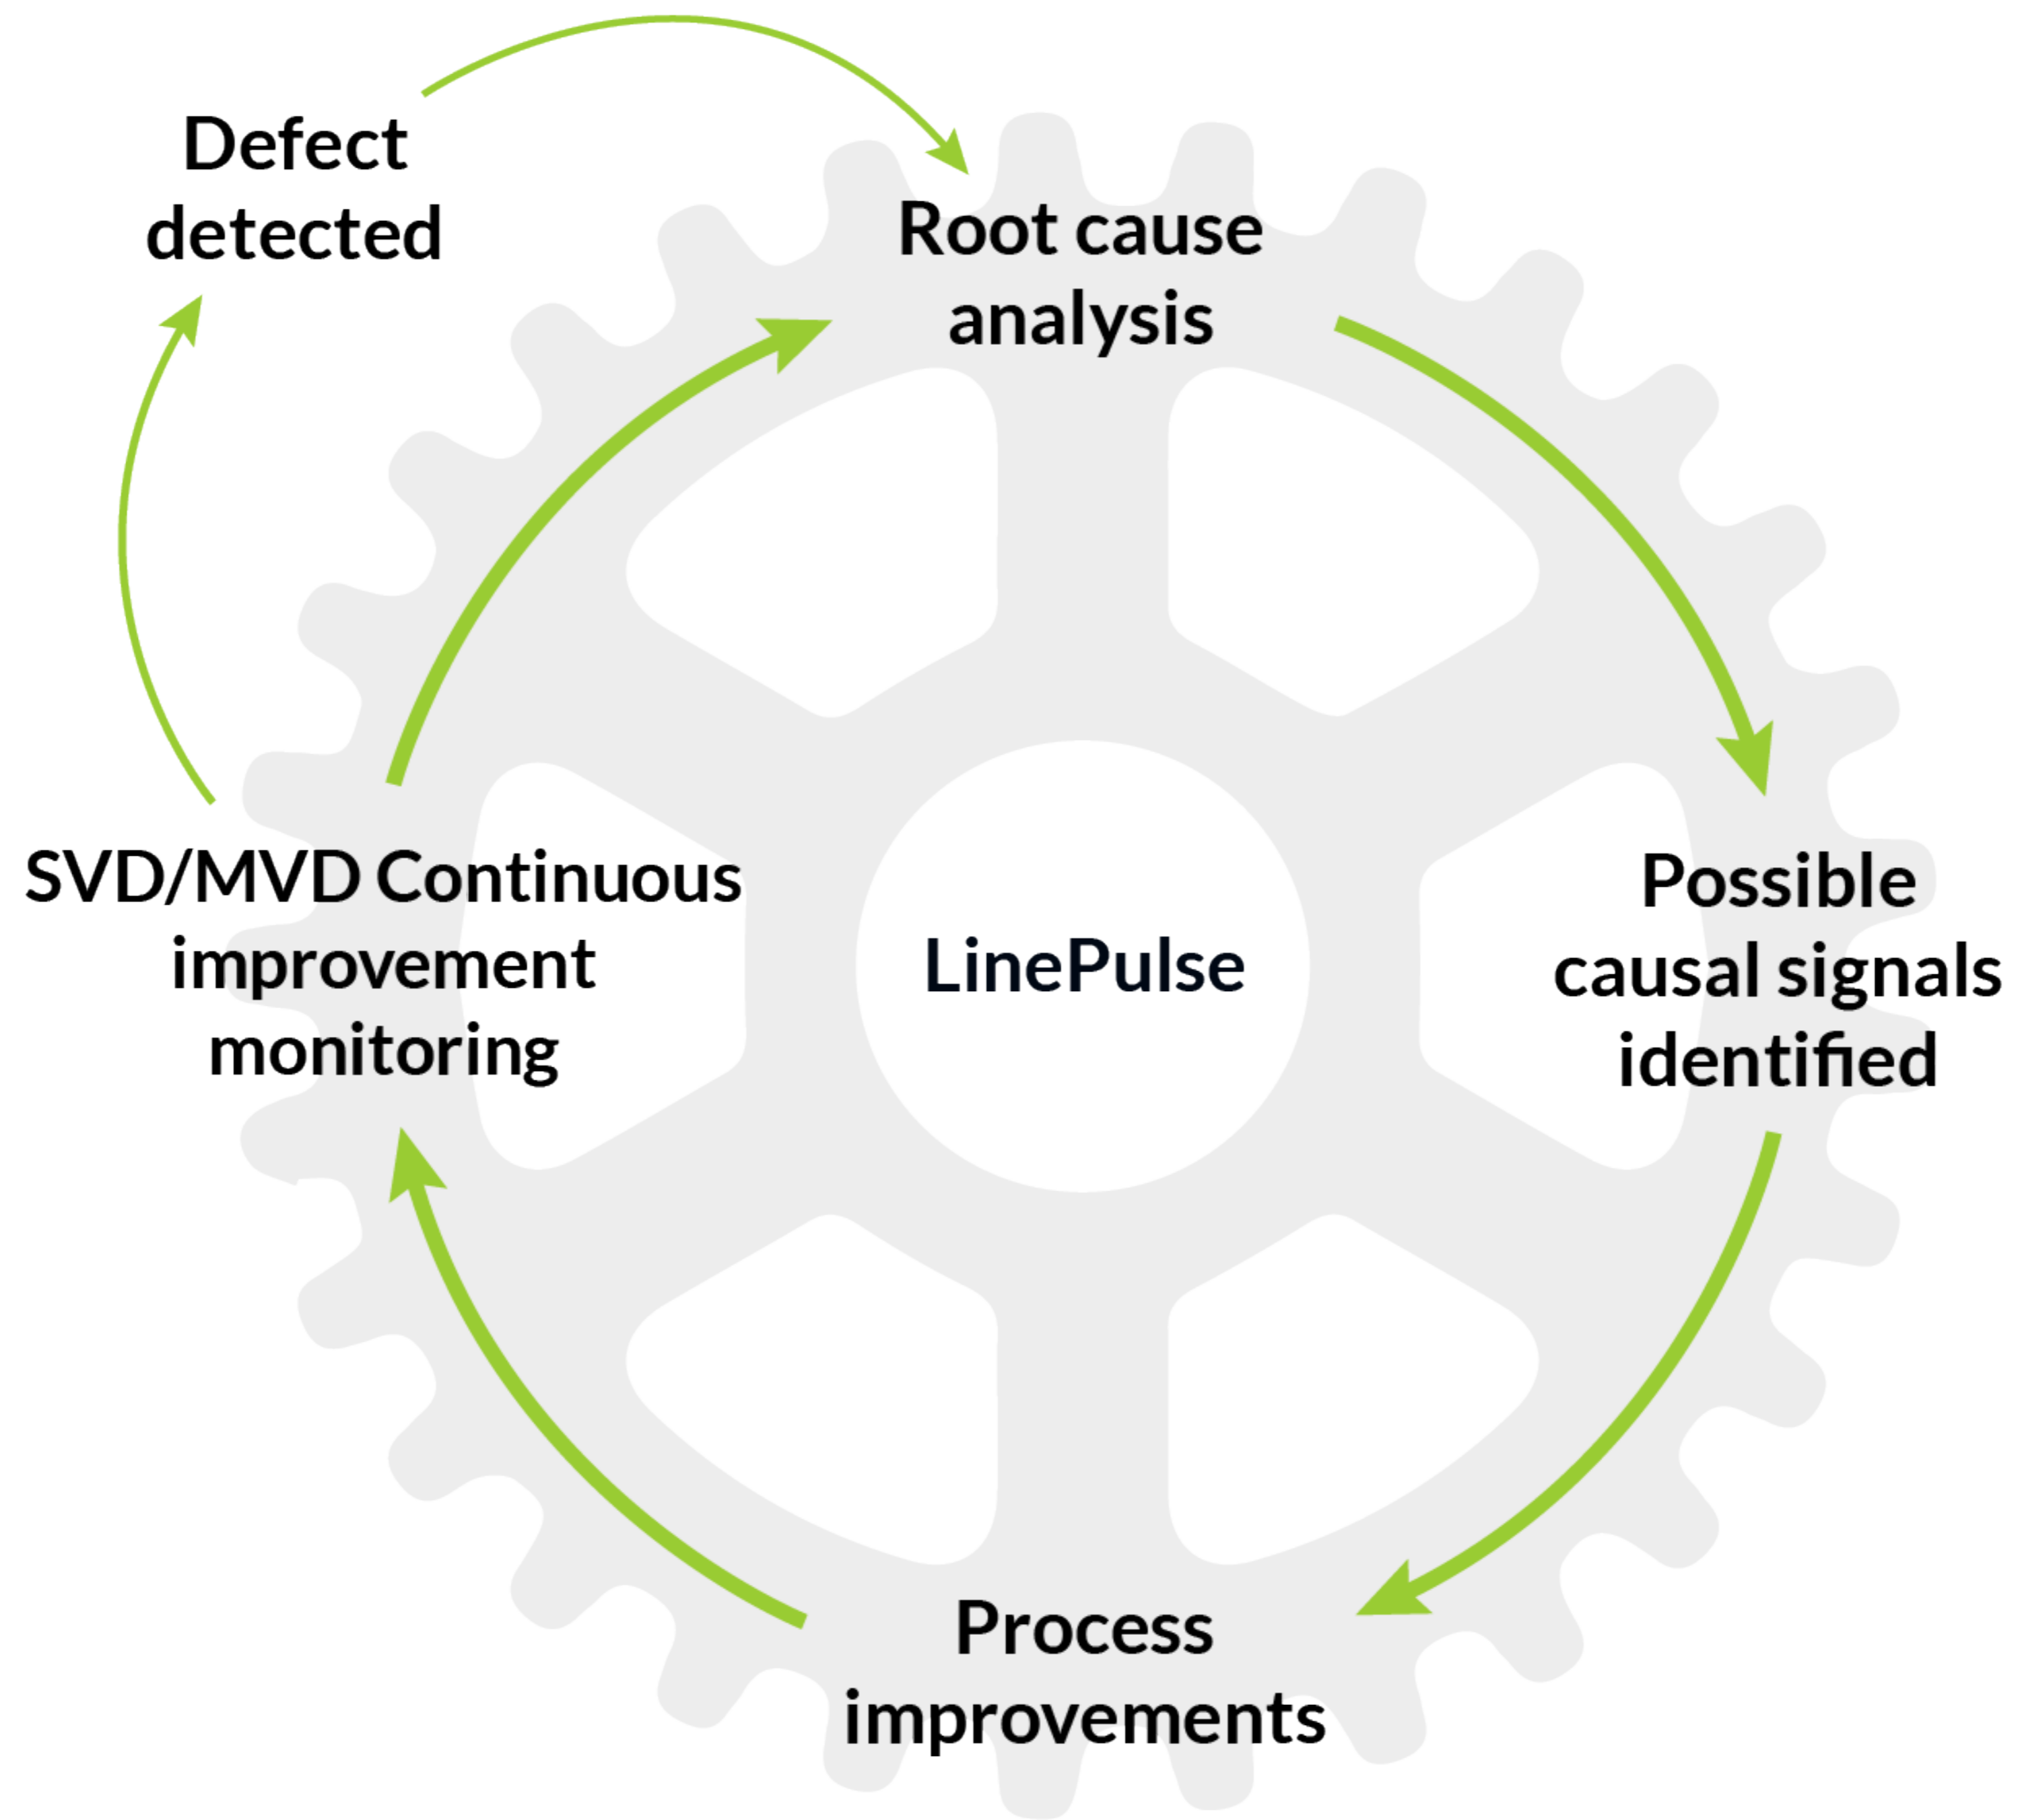 Defect
detected
Root cause
analysis
SVD/MVD Continuous
improvement
monitoring
LinePulse
Possible
causal signals
identified
Process
improvements